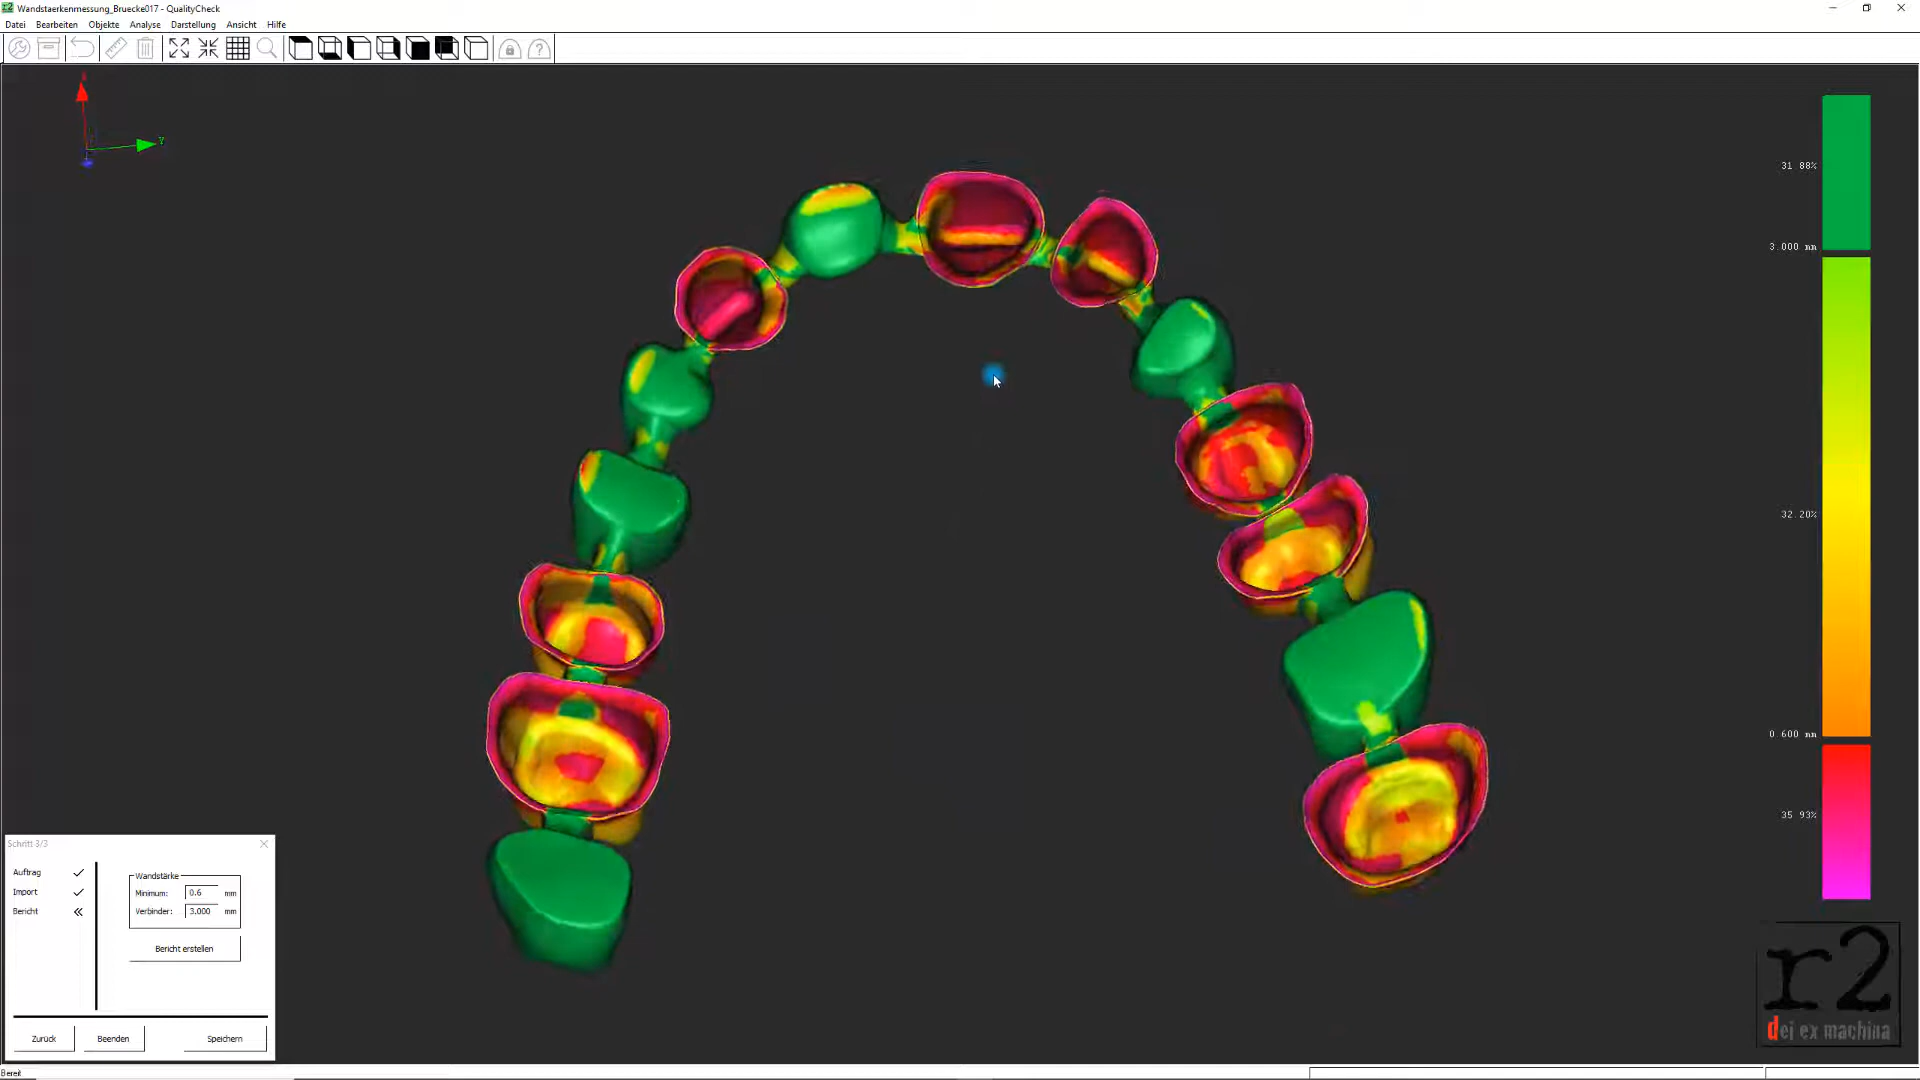 Wandstaerkenmessung_Bruecke017 - QualityCheck
Datei Bearbeiten Objekte Analyse Darstellung Ansicht Hilfe
Y
31 88%
3.000 mm
32.20%
0 600 mm
35 93%
Schritt 3/3
Auftrag
Import
Bericht
Wandstärke
Minimum: 0.6 mm
Verbinder: 3.000 mm
Bericht erstellen
Zurück Beenden Speichern
r2
dei ex machina
Bereit